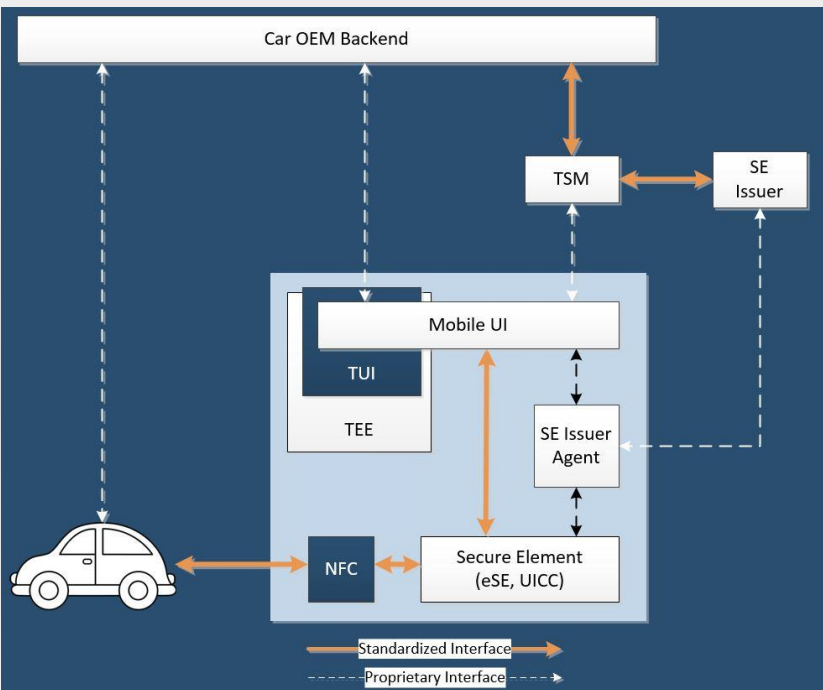 Car OEM Backend
TSM
SE
Issuer
Mobile UI
TUI
TEE
SE Issuer
Agent
NFC
Secure Element
(eSE, UICC)
Standardized Interface
Proprietary Interface